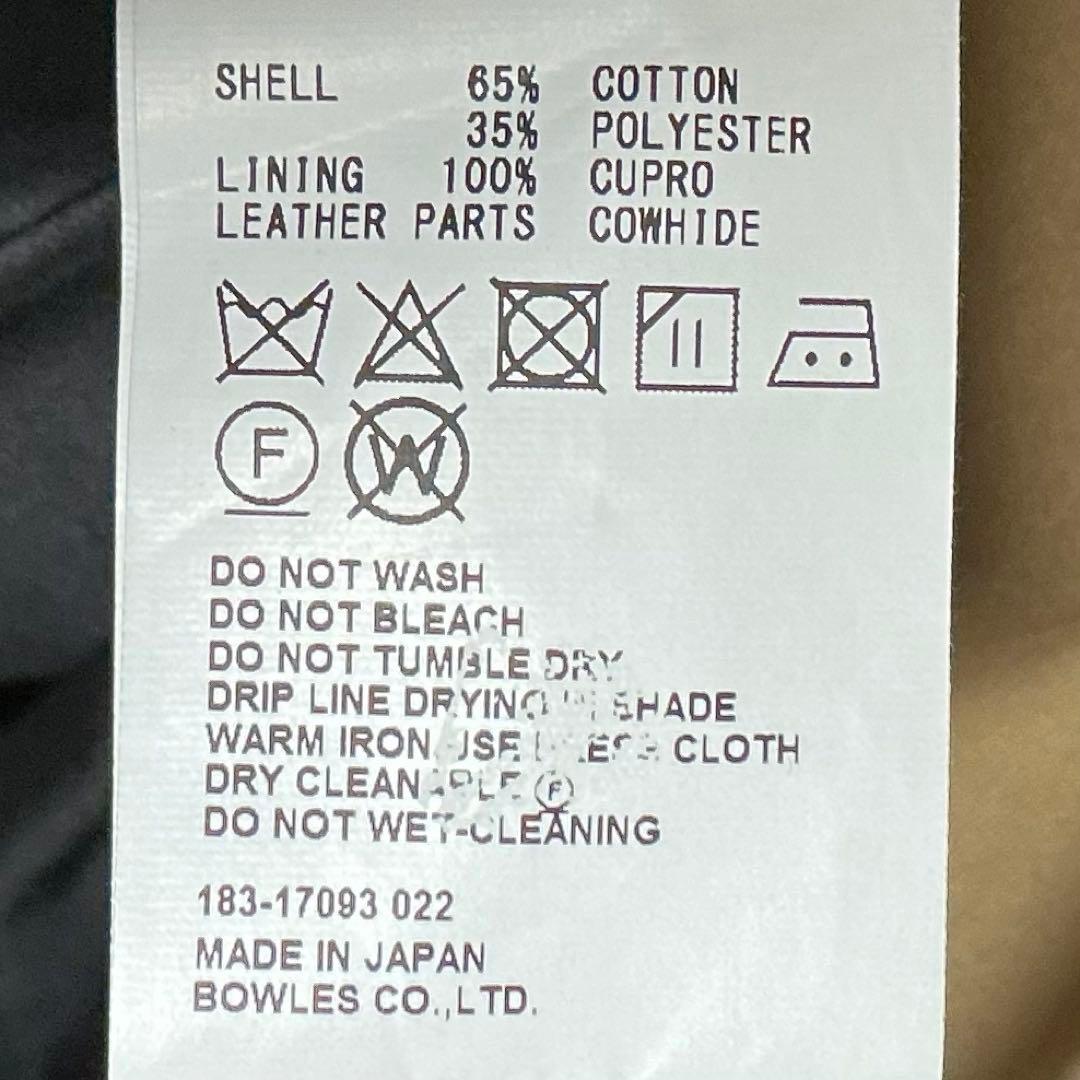 SHELL 65% COTTON
35% POLYESTER
LINING 100% CUPRO
LEATHER PARTS COWHIDE
F W
DO NOT WASH
DO NOT BLEACH
DO NOT TUMBLE DRY
DRIP LINE DRYING SHADE
WARM IRON CLOTH
DRY CLEANABLE F
DO NOT WET-CLEANING
183-17093 022
MADE IN JAPAN
BOWLES CO.,LTD.